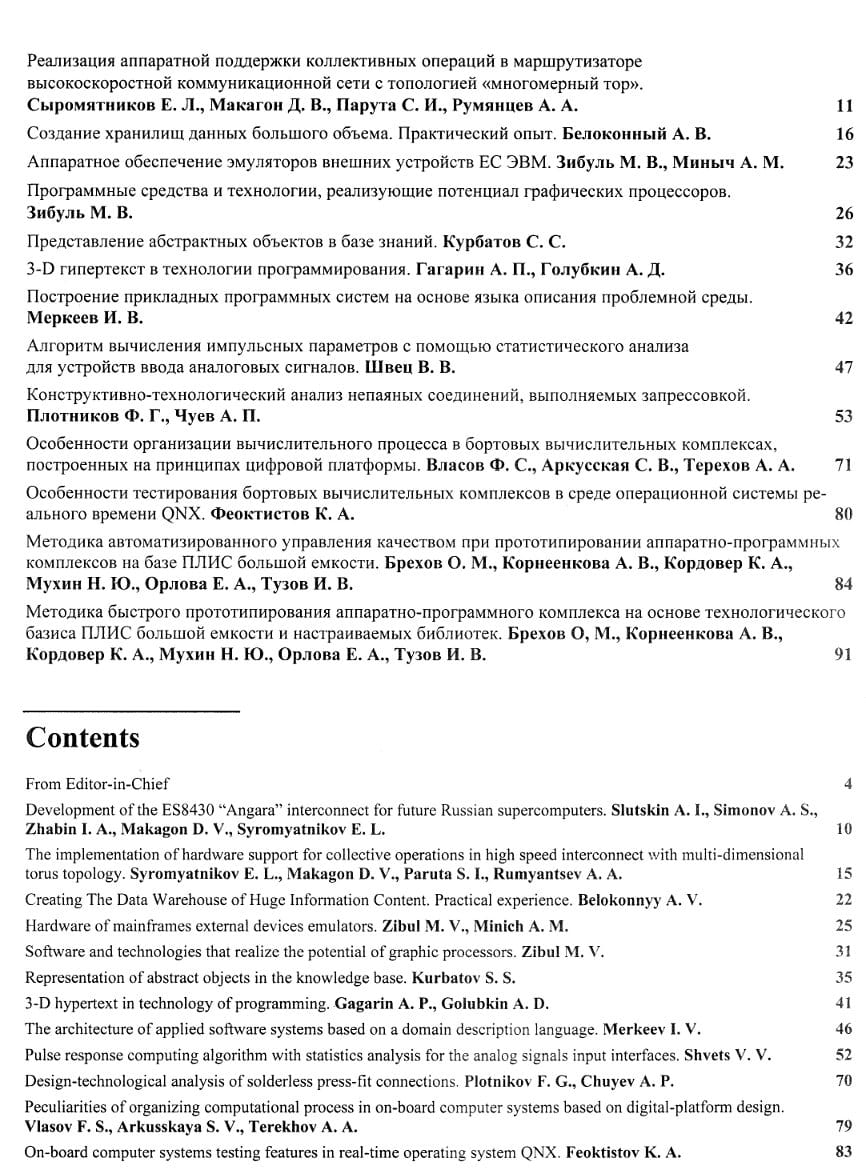 Реализация аппаратной поддержки коллективных операций в маршрутизаторе
высокоскоростной коммуникационной сети с топологией «многомерный тор».
Сыромятников Е. Л., Макагон Д. В., Парута С. И., Румянцев А. А. 11
Создание хранилищ данных большого объема. Практический опыт. Белоконный А. В. 16
Аппаратное обеспечение эмуляторов внешних устройств ЕС ЭВМ. Зибуль М. В., Миныч А. М. 23
Программные средства и технологии, реализующие потенциал графических процессоров.
Зибуль М. В. 26
Представление абстрактных объектов в базе знаний. Курбатов С. С. 32
3-D гипертекст в технологии программирования. Гагарин А. П., Голубкин А. Д. 36
Построение прикладных программных систем на основе языка описания проблемной среды.
Меркеев И. В. 42
Алгоритм вычисления импульсных параметров с помощью статистического анализа
для устройств ввода аналоговых сигналов. Швец В. В. 47
Конструктивно-технологический анализ непаяных соединений, выполняемых запрессовкой.
Плотников Ф. Г., Чуев А. П. 53
Особенности организации вычислительного процесса в бортовых вычислительных комплексах,
построенных на принципах цифровой платформы. Власов Ф. С., Аркусская С. В., Терехов А. А. 71
Особенности тестирования бортовых вычислительных комплексов в среде операционной системы ре-
ального времени QNX. Феоктистов К. А. 80
Методика автоматизированного управления качеством при прототипировании аппаратно-программных
комплексов на базе ПЛИС большой емкости. Брехов О. М., Корнеенкова А. В., Кордовер К. А.,
Мухин Н. Ю., Орлова Е. А., Тузов И. В. 84
Методика быстрого прототипирования аппаратно-программного комплекса на основе технологического
базиса ПЛИС большой емкости и настраиваемых библиотек. Брехов О, М., Корнеенкова А. В.,
Кордовер К. А., Мухин Н. Ю., Орлова Е. А., Тузов И. В. 91
Contents
From Editor-in-Chief 4
Development of the ES8430 “Angara” interconnect for future Russian supercomputers. Slutskin A. I., Simonov A. S.,
Zhabin I. A., Makagon D. V., Syromyatnikov E. L. 10
The implementation of hardware support for collective operations in high speed interconnect with multi-dimensional
torus topology. Syromyatnikov E. L., Makagon D. V., Paruta S. I., Rumyantsev A. A. 15
Creating The Data Warehouse of Huge Information Content. Practical experience. Belokonnyy A. V. 22
Hardware of mainframes external devices emulators. Zibul M. V., Minich A. M. 25
Software and technologies that realize the potential of graphic processors. Zibul M. V. 31
Representation of abstract objects in the knowledge base. Kurbatov S. S. 35
3-D hypertext in technology of programming. Gagarin A. P., Golubkin A. D. 41
The architecture of applied software systems based on a domain description language. Merkeev I. V. 46
Pulse response computing algorithm with statistics analysis for the analog signals input interfaces. Shvets V. V. 52
Design-technological analysis of solderless press-fit connections. Plotnikov F. G., Chuyev A. P. 70
Peculiarities of organizing computational process in on-board computer systems based on digital-platform design.
Vlasov F. S., Arkusskaya S. V., Terekhov A. A. 79
On-board computer systems testing features in real-time operating system QNX. Feoktistov K. A. 83